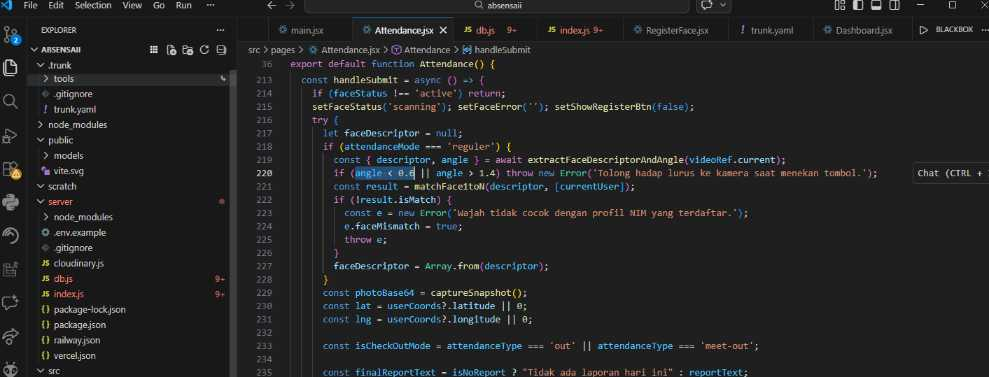 File Edit Selection View Go Run ··· absensaii
EXPLORER ···
main.jsx Attendance.jsx db.js 9+ index.js 9+ RegisterFace.jsx trunk.yaml Dashboard.jsx BLACKBOX
2
ABSENSAII
src > pages > Attendance.jsx > Attendance > handleSubmit
.trunk
tools
.gitignore
trunk.yaml
node_modules
public
models
vite.svg
scratch
server
node_modules
.env.example
.gitignore
cloudinary.js
db.js 9+
index.js 9+
package-lock.json
package.json
railway.json
vercel.json
src
36 export default function Attendance() {
213 const handleSubmit = async () => {
214 if (faceStatus !== 'active') return;
215 setFaceStatus('scanning'); setFaceError(''); setShowRegisterBtn(false);
216 try {
217 let faceDescriptor = null;
218 if (attendanceMode === 'reguler') {
219 const { descriptor, angle } = await extractFaceDescriptorAndAngle(videoRef.current);
220 if (angle < 0.6 || angle > 1.4) throw new Error('Tolong hadap lurus ke kamera saat menekan tombol.');
Chat (CTRL +
221 const result = matchFace1toN(descriptor, [currentUser]);
222 if (!result.isMatch) {
223 const e = new Error('Wajah tidak cocok dengan profil NIM yang terdaftar.');
224 e.faceMismatch = true;
225 throw e;
226 }
227 faceDescriptor = Array.from(descriptor);
228 }
229 const photoBase64 = captureSnapshot();
230 const lat = userCoords?.latitude || 0;
231 const lng = userCoords?.longitude || 0;
232
233 const isCheckOutMode = attendanceType === 'out' || attendanceType === 'meet-out';
234
235 const finalReportText = isNoReport ? "Tidak ada laporan hari ini" : reportText;